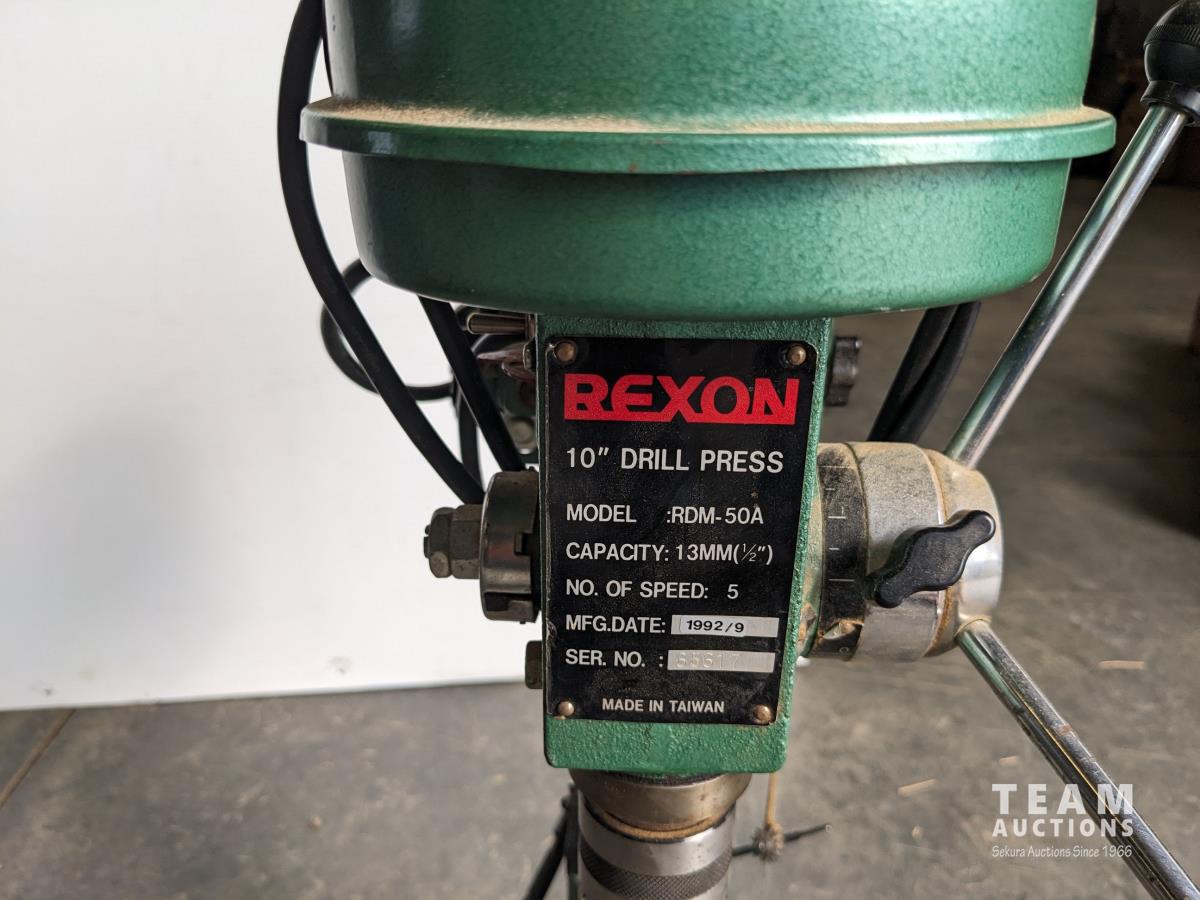 REXON
10" DRILL PRESS
MODEL :RDM-50A
CAPACITY: 13MM(½")
NO. OF SPEED: 5
MFG.DATE: 1992/9
SER. NO. :
MADE IN TAIWAN
TEAM
AUCTIONS
Sekura Auctions Since 1966